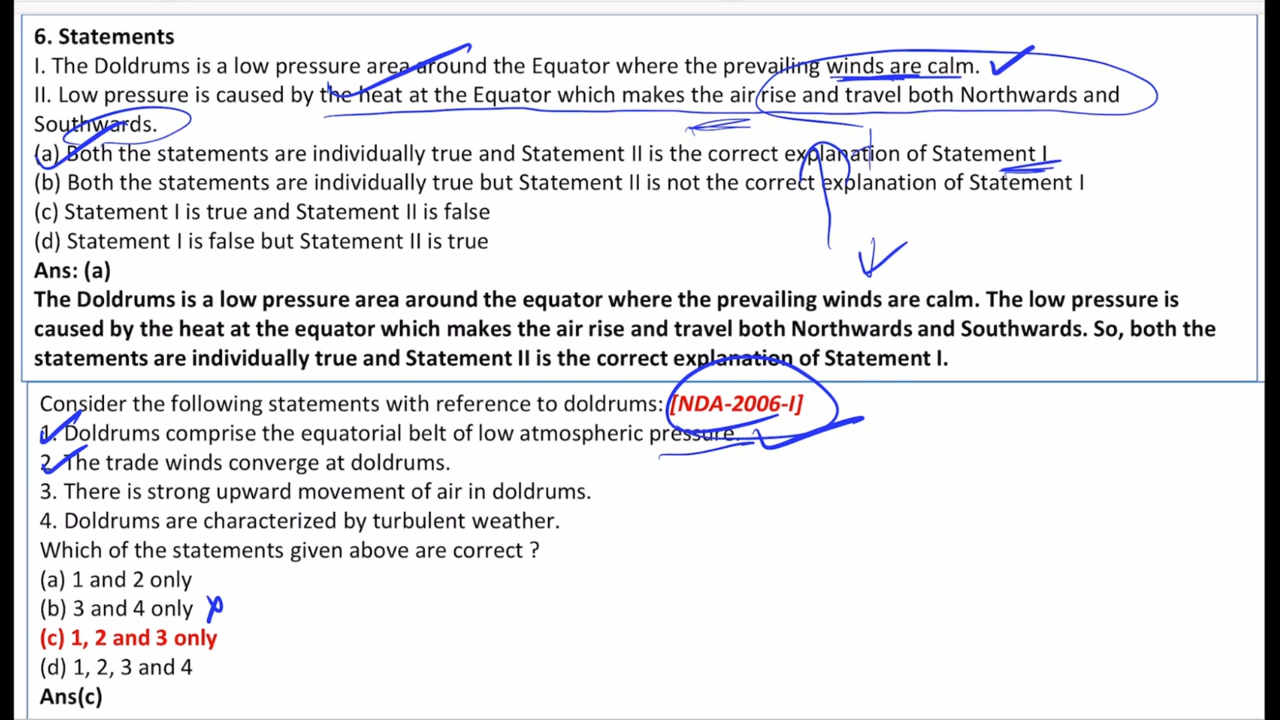 6. Statements
I. The Doldrums is a low pressure area around the Equator where the prevailing winds are calm.
II. Low pressure is caused by the heat at the Equator which makes the air rise and travel both Northwards and
Southwards.
(a) Both the statements are individually true and Statement II is the correct explanation of Statement I
(b) Both the statements are individually true but Statement II is not the correct explanation of Statement I
(c) Statement I is true and Statement II is false
(d) Statement I is false but Statement II is true
Ans: (a)
The Doldrums is a low pressure area around the equator where the prevailing winds are calm. The low pressure is
caused by the heat at the equator which makes the air rise and travel both Northwards and Southwards. So, both the
statements are individually true and Statement II is the correct explanation of Statement I.
Consider the following statements with reference to doldrums: [NDA-2006-I]
1. Doldrums comprise the equatorial belt of low atmospheric pressure.
2. The trade winds converge at doldrums.
3. There is strong upward movement of air in doldrums.
4. Doldrums are characterized by turbulent weather.
Which of the statements given above are correct ?
(a) 1 and 2 only
(b) 3 and 4 only
(c) 1, 2 and 3 only
(d) 1, 2, 3 and 4
Ans(c)